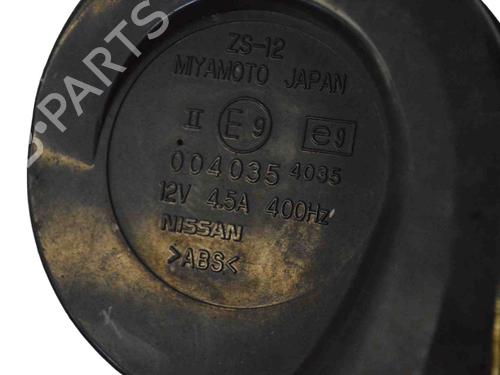 B-PARTS
ZS-12
MIYAMOTO JAPAN
II E9 e9
004035 4035
12V 4.5A 400Hz
NISSAN
>ABS<